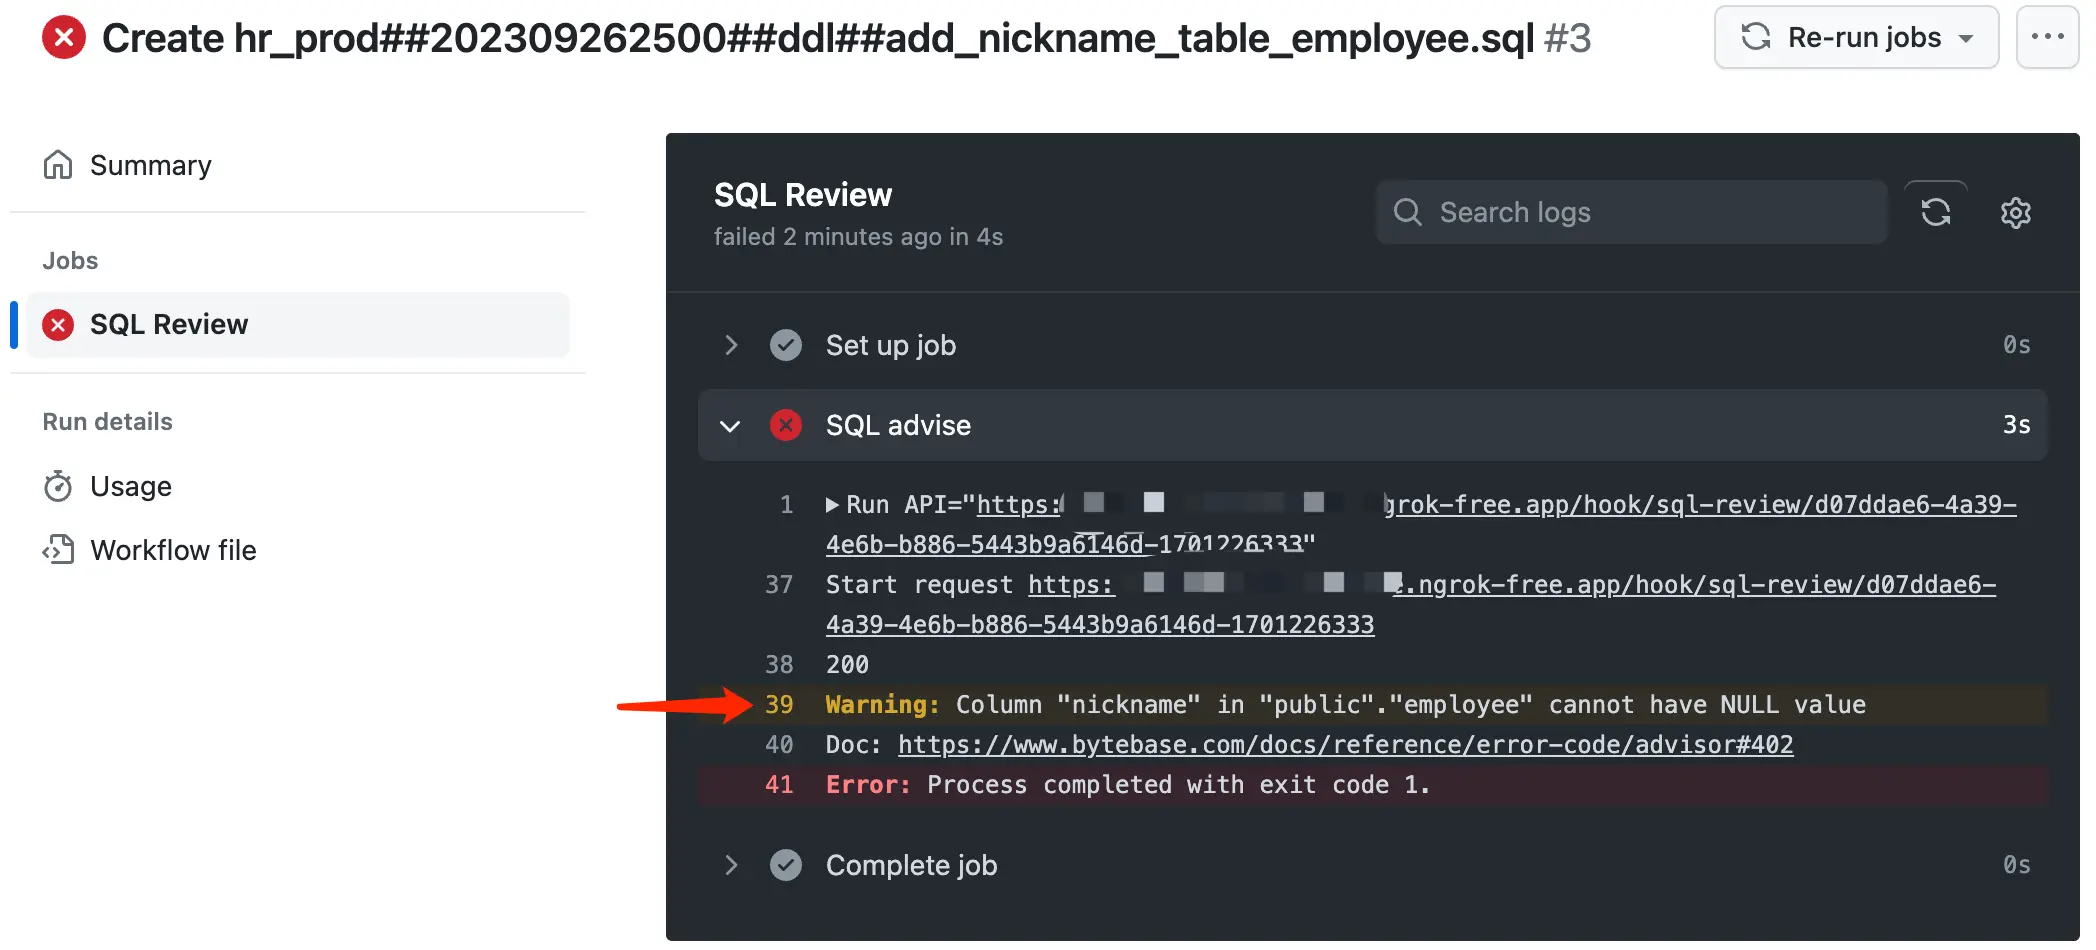 Create hr_prod##202309262500##ddl##add_nickname_table_employee.sql #3
Re-run jobs
Summary
Jobs
SQL Review
Run details
Usage
Workflow file
SQL Review
failed 2 minutes ago in 4s
Search logs
Set up job 0s
SQL advise 3s
1 Run API="https: grok-free.app/hook/sql-review/d07ddae6-4a39-
4e6b-b886-5443b9a6146d-1701226333"
37 Start request https: .ngrok-free.app/hook/sql-review/d07ddae6-
4a39-4e6b-b886-5443b9a6146d-1701226333
38 200
39 Warning: Column "nickname" in "public"."employee" cannot have NULL value
40 Doc: https://www.bytebase.com/docs/reference/error-code/advisor#402
41 Error: Process completed with exit code 1.
Complete job 0s